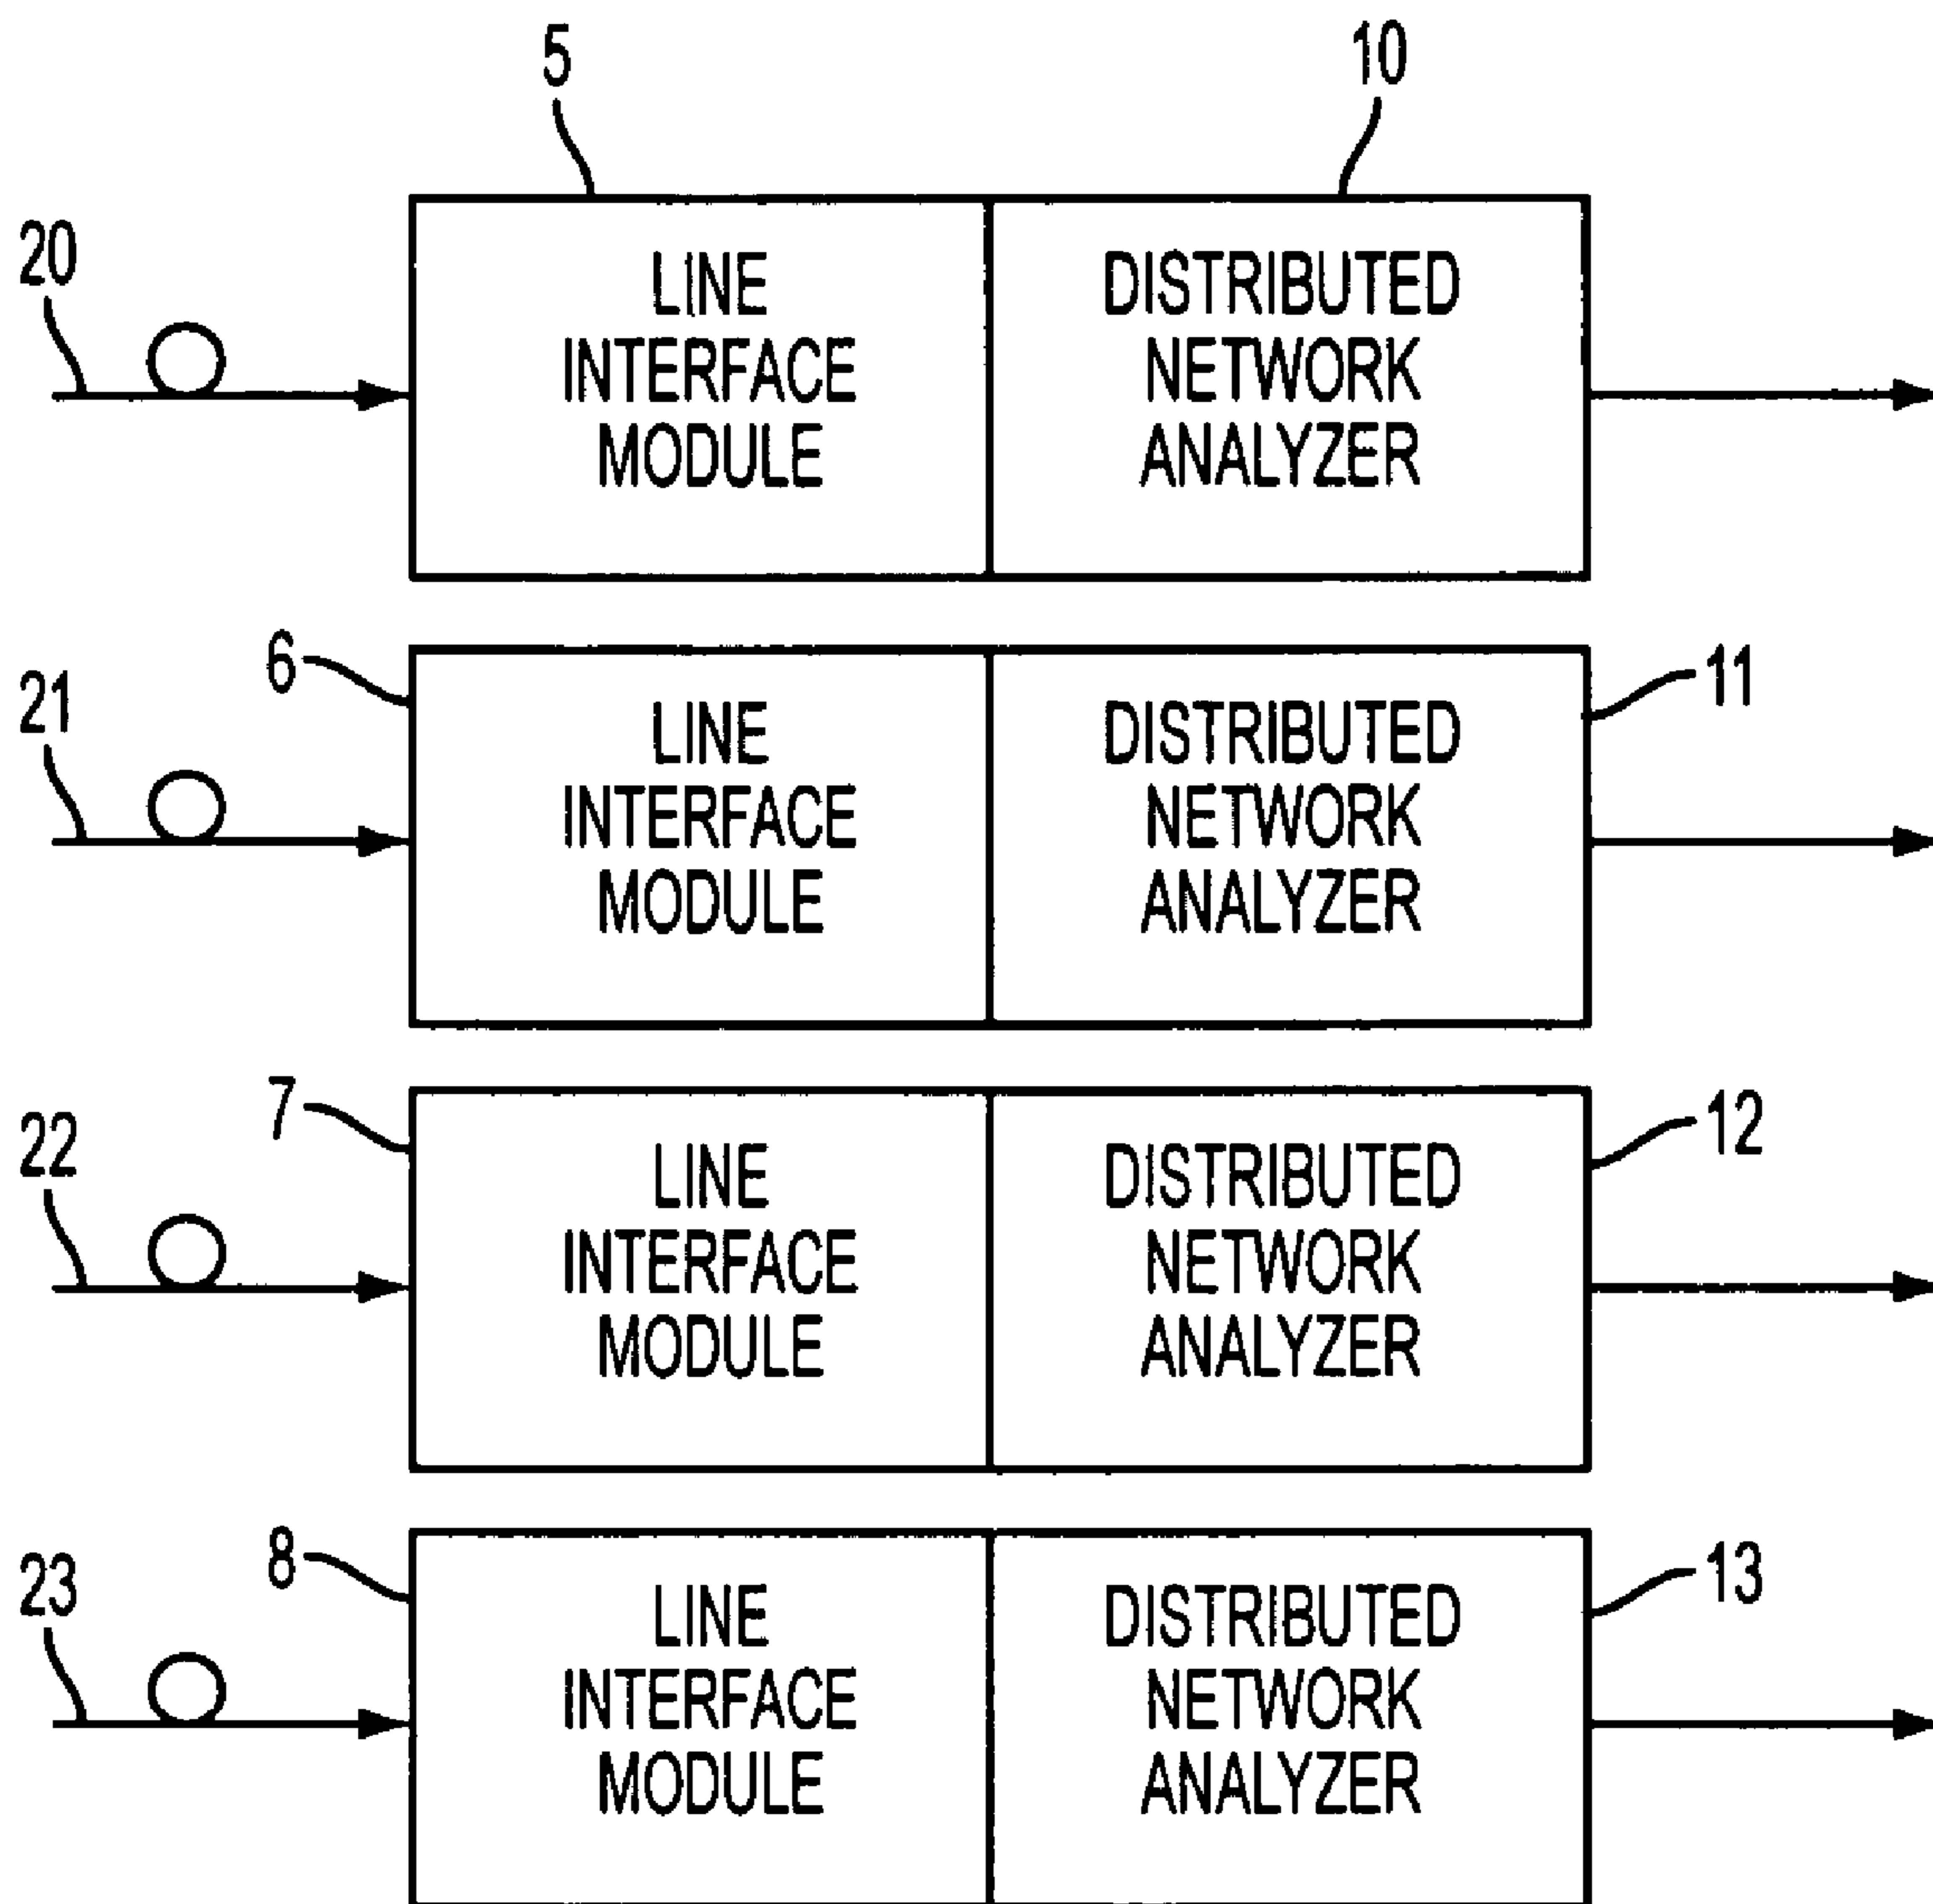 5 10
20
LINE
INTERFACE
MODULE
DISTRIBUTED
NETWORK
ANALYZER
6 11
21
LINE
INTERFACE
MODULE
DISTRIBUTED
NETWORK
ANALYZER
7 12
22
LINE
INTERFACE
MODULE
DISTRIBUTED
NETWORK
ANALYZER
8 13
23
LINE
INTERFACE
MODULE
DISTRIBUTED
NETWORK
ANALYZER